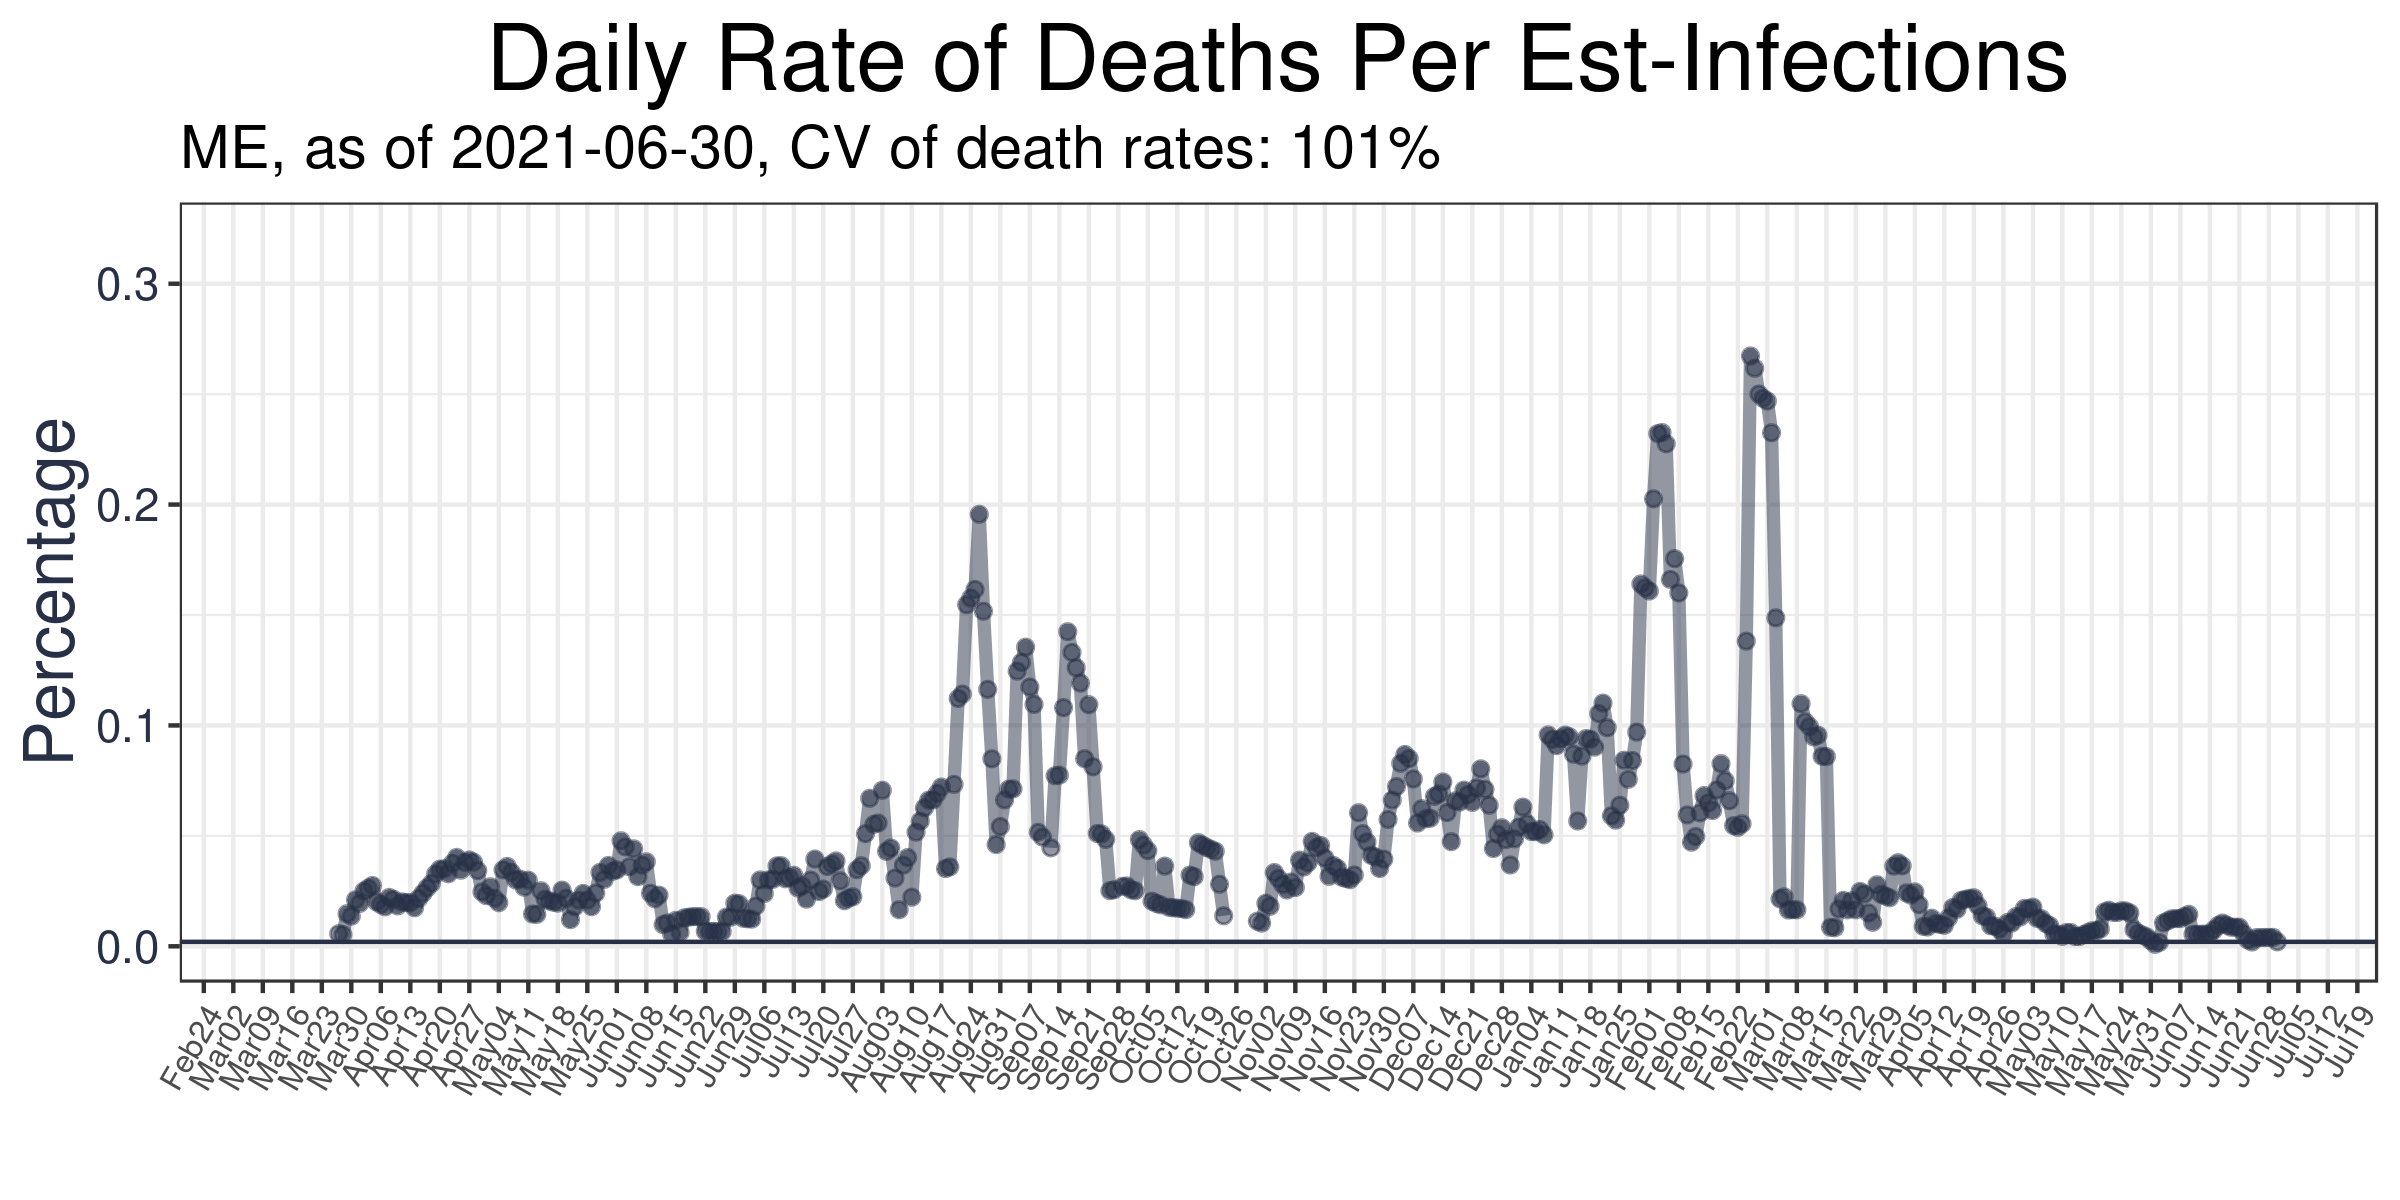 Daily Rate of Deaths Per Est-Infections
ME, as of 2021-06-30, CV of death rates: 101%
Percentage
0.3
0.2
0.1
0.0
Feb24
Mar02
Mar09
Mar16
Mar23
Mar30
Apr06
Apr13
Apr20
Apr27
May04
May11
May18
May25
Jun01
Jun08
Jun15
Jun22
Jun29
Jul06
Jul13
Jul20
Jul27
Aug03
Aug10
Aug17
Aug24
Aug31
Sep07
Sep14
Sep21
Sep28
Oct05
Oct12
Oct19
Oct26
Nov02
Nov09
Nov16
Nov23
Nov30
Dec07
Dec14
Dec21
Dec28
Jan04
Jan11
Jan18
Jan25
Feb01
Feb08
Feb15
Feb22
Mar01
Mar08
Mar15
Mar22
Mar29
Apr05
Apr12
Apr19
Apr26
May03
May10
May17
May24
May31
Jun07
Jun14
Jun21
Jun28
Jul05
Jul12
Jul19